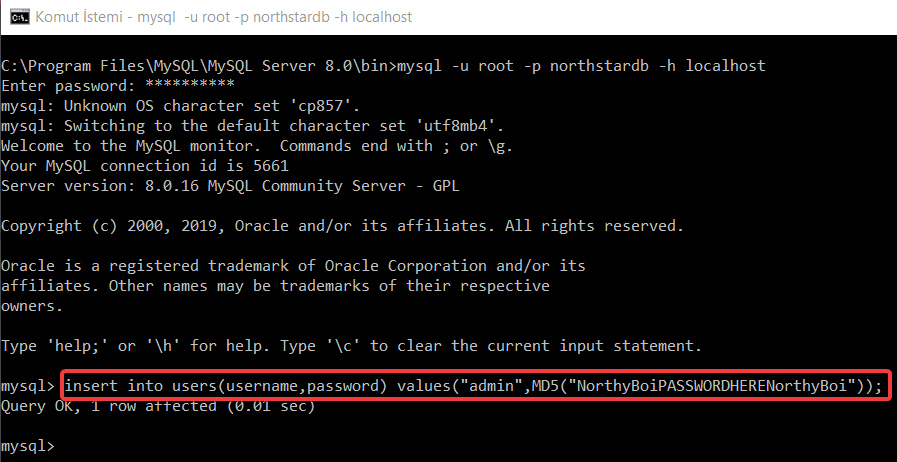 Komut İstemi - mysql  -u root -p northstardb -h localhost
C:\Program Files\MySQL\MySQL Server 8.0\bin>mysql -u root -p northstardb -h localhost
Enter password: **********
mysql: Unknown OS character set 'cp857'.
mysql: Switching to the default character set 'utf8mb4'.
Welcome to the MySQL monitor.  Commands end with ; or \g.
Your MySQL connection id is 5661
Server version: 8.0.16 MySQL Community Server - GPL
Copyright (c) 2000, 2019, Oracle and/or its affiliates. All rights reserved.
Oracle is a registered trademark of Oracle Corporation and/or its
affiliates. Other names may be trademarks of their respective
owners.
Type 'help;' or '\h' for help. Type '\c' to clear the current input statement.
mysql> insert into users(username,password) values("admin",MD5("NorthyBoiPASSWORDHERENorthyBoi"));
Query OK, 1 row affected (0.01 sec)
mysql>